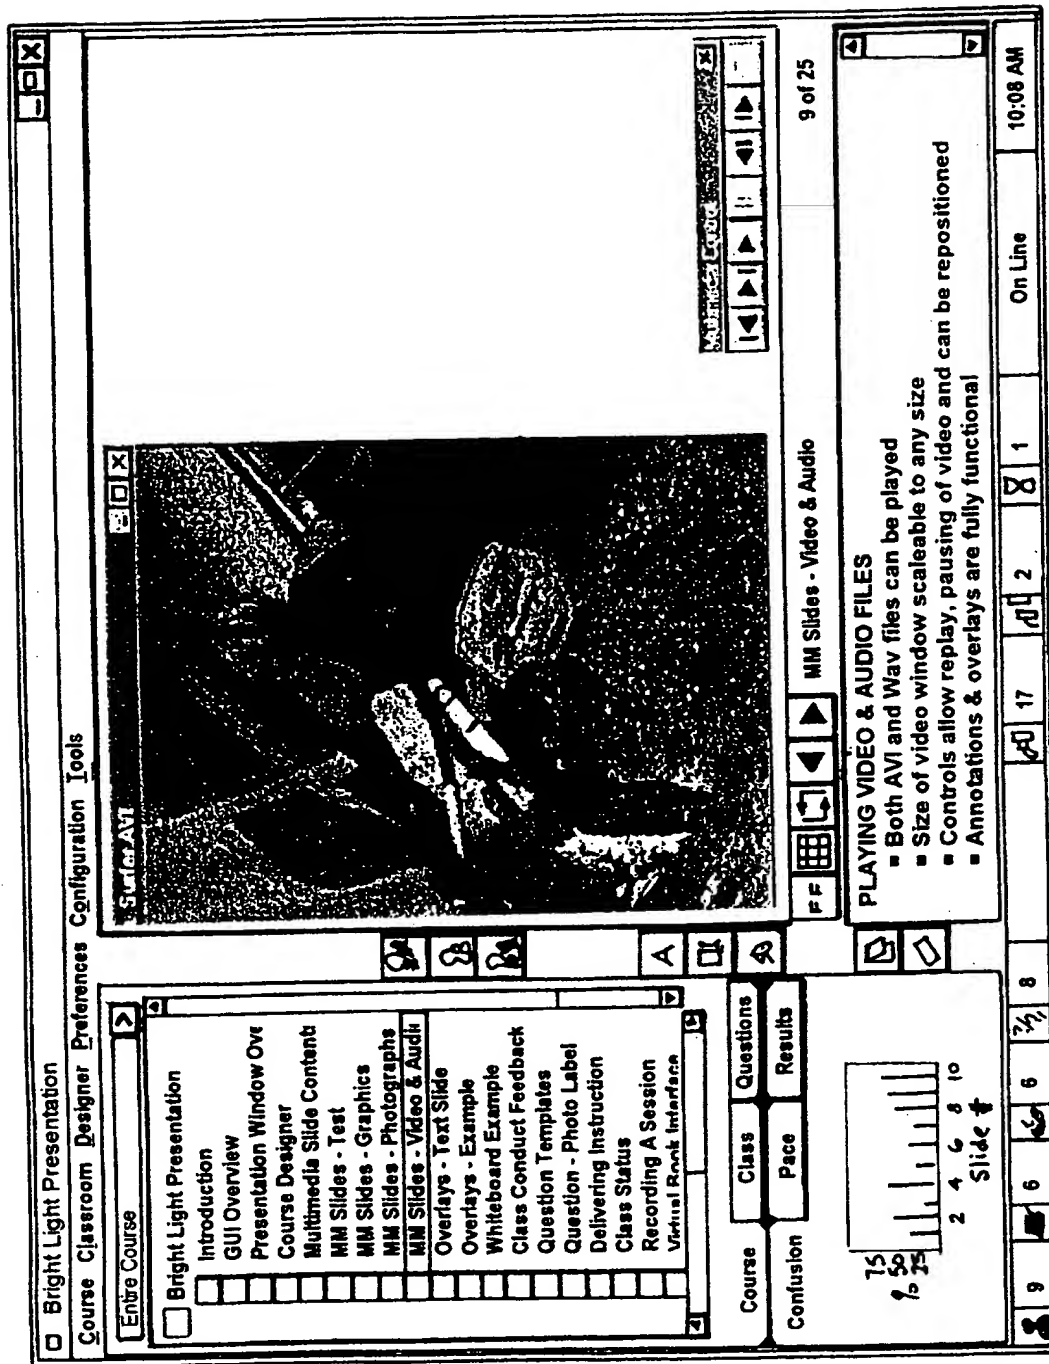 Bright Light Presentation
Course Classroom Designer Preferences Configuration Tools
Entire Course
Bright Light Presentation
Introduction
GUI Overview
Presentation Window Ove
Course Designer
Multimedia Slide Contents
MM Slides - Test
MM Slides - Graphics
MM Slides - Photographs
MM Slides - Video & Audio
Overlays - Text Slide
Overlays - Example
Whiteboard Example
Class Conduct Feedback
Question Templates
Question - Photo Label
Delivering Instruction
Class Status
Recording A Session
Virtual Book Interface
Course Class Questions
Confusion Pace Results
75
% 50
25
2 4 6 8 10
Slide #
Surfer AVI
A
MM Slides - Video & Audio
9 of 25
PLAYING VIDEO & AUDIO FILES
▪ Both AVI and Wav files can be played
▪ Size of video window scaleable to any size
▪ Controls allow replay, pausing of video and can be repositioned
▪ Annotations & overlays are fully functional
9 6 6 8 17 2 1 On Line 10:08 AM